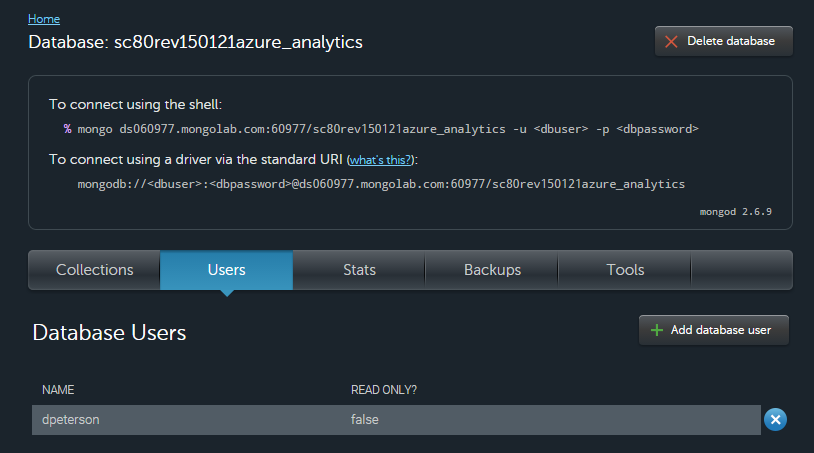 Home
Database: sc80rev150121azure_analytics
Delete database
To connect using the shell:
% mongo ds060977.mongolab.com:60977/sc80rev150121azure_analytics -u <dbuser> -p <dbpassword>
To connect using a driver via the standard URI (what's this?):
mongodb://<dbuser>:<dbpassword>@ds060977.mongolab.com:60977/sc80rev150121azure_analytics
mongod 2.6.9
Collections Users Stats Backups Tools
Database Users
Add database user
NAME READ ONLY?
dpeterson false